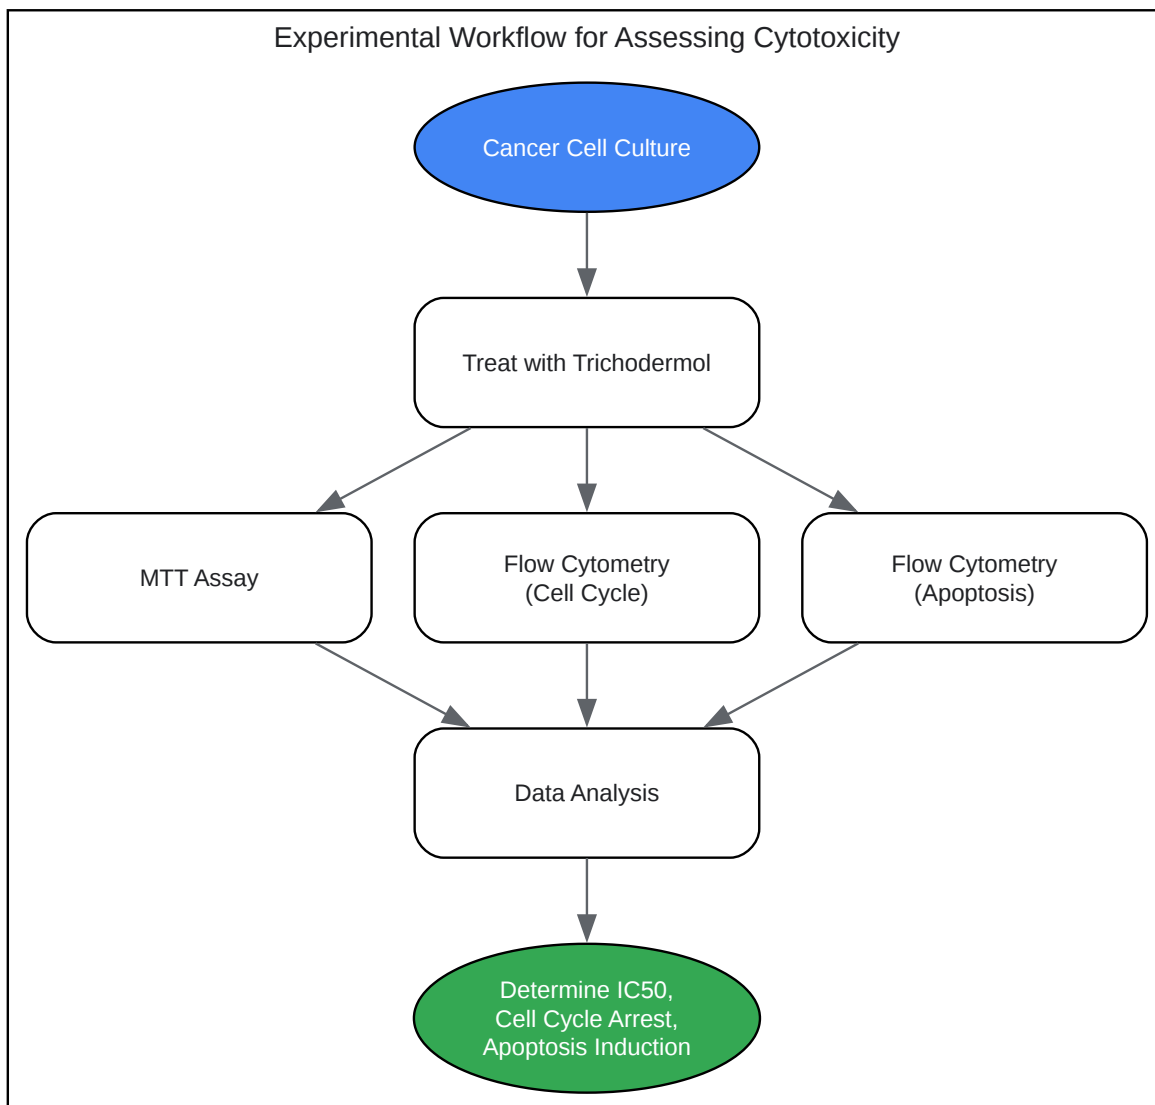 Experimental Workflow for Assessing Cytotoxicity
Cancer Cell Culture
Treat with Trichodermol
MTT Assay
Flow Cytometry
(Cell Cycle)
Flow Cytometry
(Apoptosis)
Data Analysis
Determine IC50,
Cell Cycle Arrest,
Apoptosis Induction